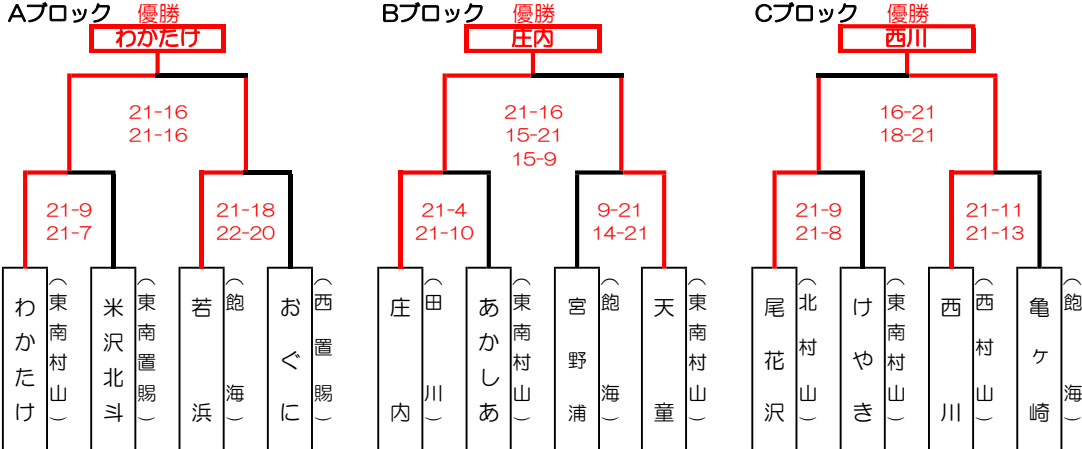 Aブロック 優勝
わかたけ
21-16
21-16
21-9
21-7
21-18
22-20
わかたけ
(東南村山)
米沢北斗
(東南置賜)
若浜
(飽海)
おぐに
(西置賜)
Bブロック 優勝
庄内
21-16
15-21
15-9
21-4
21-10
9-21
14-21
庄内
(田川)
あかしあ
(東南村山)
宮野浦
(飽海)
天童
(東南村山)
Cブロック 優勝
西川
16-21
18-21
21-9
21-8
21-11
21-13
尾花沢
(北村山)
けやき
(東南村山)
西川
(西村山)
亀ヶ崎
(飽海)